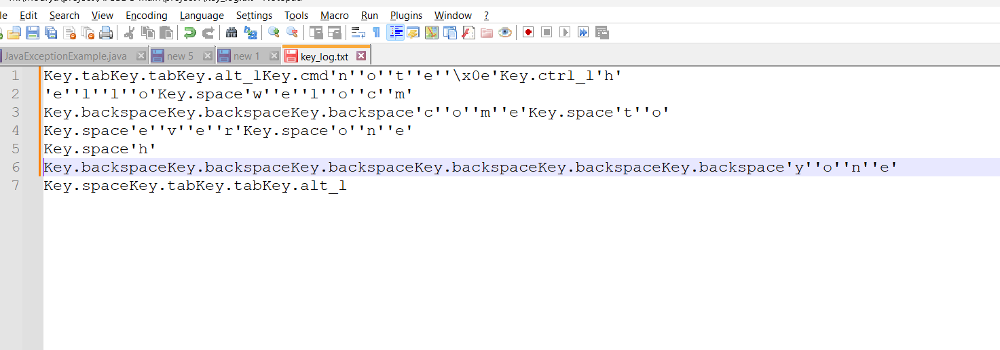 Edit Search View Encoding Language Settings Tools Macro Run Plugins Window ?
JavaExceptionExample.java new 5 new 1 key_log.txt
1 Key.tabKey.tabKey.alt_lKey.cmd'n''o''t''e''\x0e'Key.ctrl_l'h'
2 'e''l''l''o'Key.space'w''e''l''o''c''m'
3 Key.backspaceKey.backspaceKey.backspace'c''o''m''e'Key.space't''o'
4 Key.space'e''v''e''r'Key.space'o''n''e'
5 Key.space'h'
6 Key.backspaceKey.backspaceKey.backspaceKey.backspaceKey.backspaceKey.backspace'y''o''n''e'
7 Key.spaceKey.tabKey.tabKey.alt_l